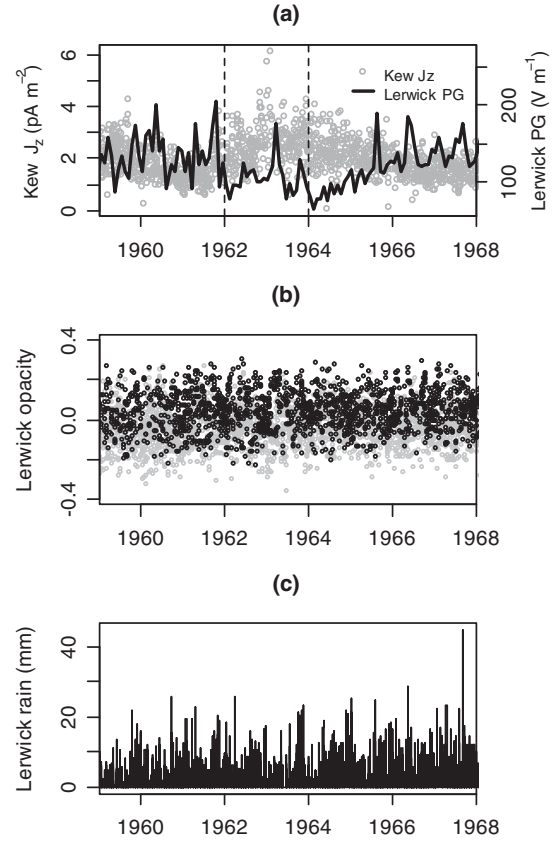 (a)
Kew Jz (pA m−2)
6
4
2
0
Kew Jz
Lerwick PG
200
100
Lerwick PG (V m−1)
1960 1962 1964 1966 1968
(b)
Lerwick opacity
0.4
0.0
-0.4
1960 1962 1964 1966 1968
(c)
Lerwick rain (mm)
40
20
0
1960 1962 1964 1966 1968